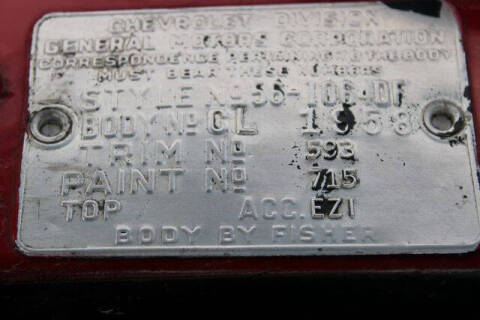 CHEVROLET DIVISION
GENERAL MOTORS CORPORATION
CORRESPONDENCE PERTAINING TO THE BODY
MUST BEAR THESE NUMBERS
STYLE No 56-1064DF
BODY No CL 1958
TRIM No 593
PAINT No 715
TOP ACC. EZI
BODY BY FISHER